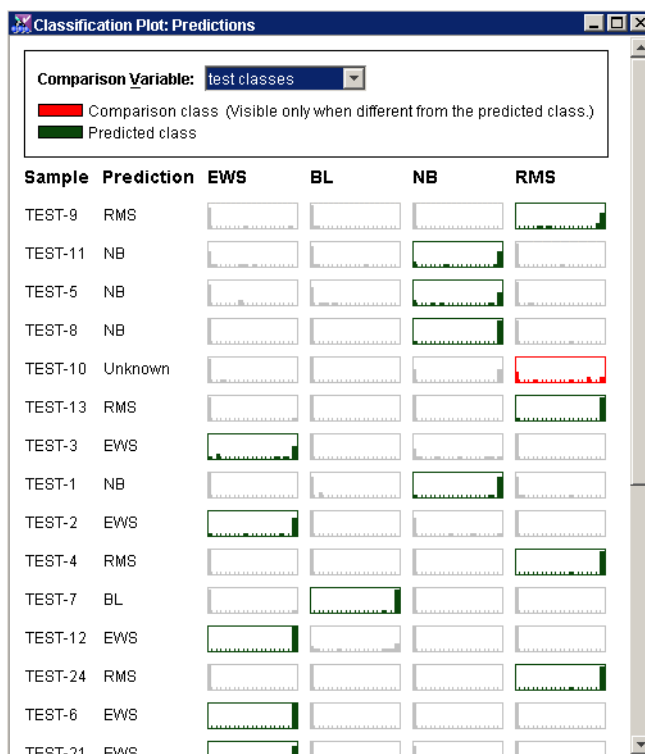 Classification Plot: Predictions
Comparison Variable: test classes
Comparison class (Visible only when different from the predicted class.)
Predicted class
Sample Prediction EWS BL NB RMS
TEST-9 RMS
TEST-11 NB
TEST-5 NB
TEST-8 NB
TEST-10 Unknown
TEST-13 RMS
TEST-3 EWS
TEST-1 NB
TEST-2 EWS
TEST-4 RMS
TEST-7 BL
TEST-12 EWS
TEST-24 RMS
TEST-6 EWS
TEST-21 EWS